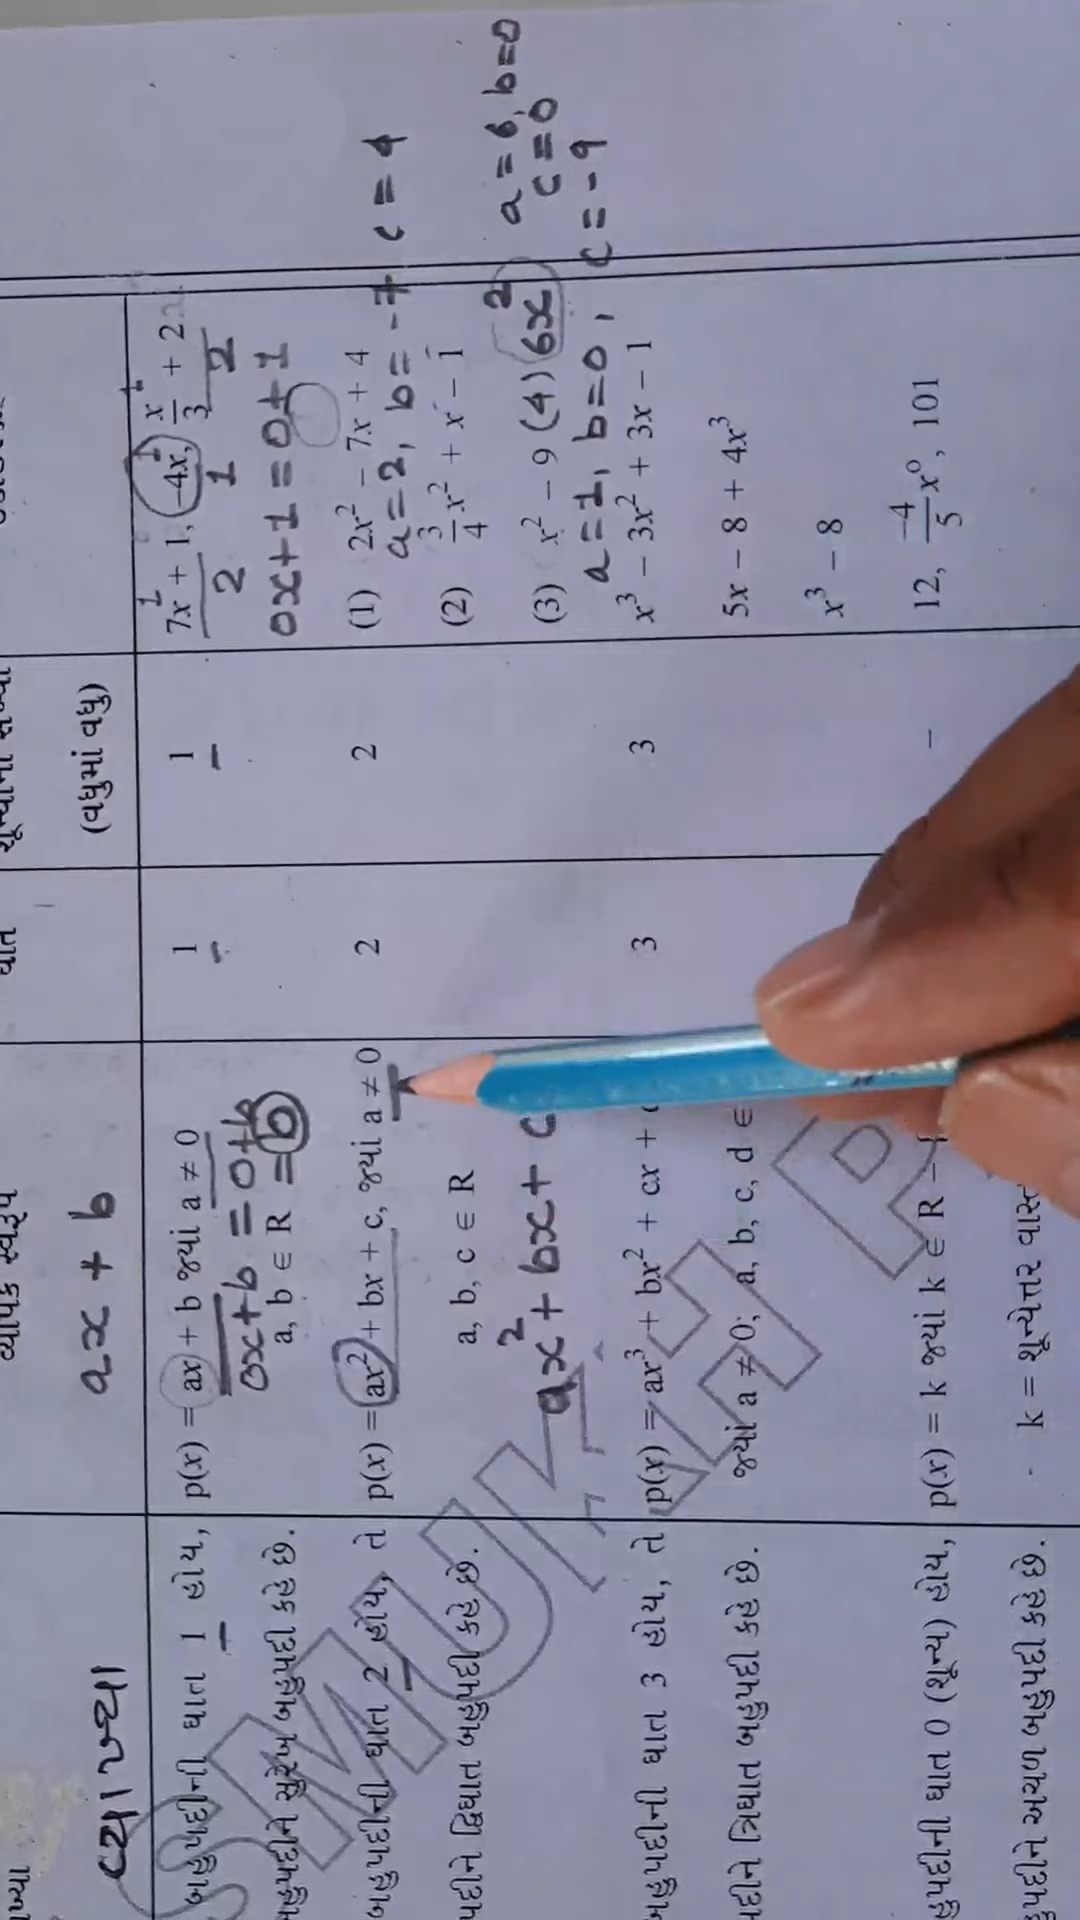 વ્યાખ્યા
વ્યાપક સ્વરૂપ
ઘાત
(વધુમાં વધુ)
ax + b
બહુપદીની ઘાત 1 હોય,
બહુપદીને સુરેખ બહુપદી કહે છે.
p(x) = ax + b જ્યાં a ≠ 0
0x+b = 0+b
a, b ∈ R = b
1
1
7x + 1, -4x, x/3 + 2
2 1 2
0x+1=0+1
બહુપદીની ઘાત 2 હોય, તે
પદીને દ્વિઘાત બહુપદી કહે છે.
p(x) = ax² + bx + c, જ્યાં a ≠ 0
a, b, c ∈ R
ax² + bx + c
2
2
(1) 2x² − 7x + 4
a=2, b=-7 c = 4
(2) 3/4 x² + x − 1
(3) x² − 9 (4) 6x² a=6, b=0
c=0
a=1, b=0, c=-9
બહુપદીની ઘાત 3 હોય, તે
પદીને ત્રિઘાત બહુપદી કહે છે.
p(x) = ax³ + bx² + cx +
જ્યાં a ≠ 0; a, b, c, d ∈
3
3
x³ − 3x² + 3x − 1
5x − 8 + 4x³
x³ − 8
હુપદીની ઘાત 0 (શૂન્ય) હોય,
હુપદીને અચળ બહુપદી કહે છે.
p(x) = k જ્યાં k ∈ R −
k = શૂન્યેત્તર વાસ્ત
–
12, -4/5 x⁰, 101